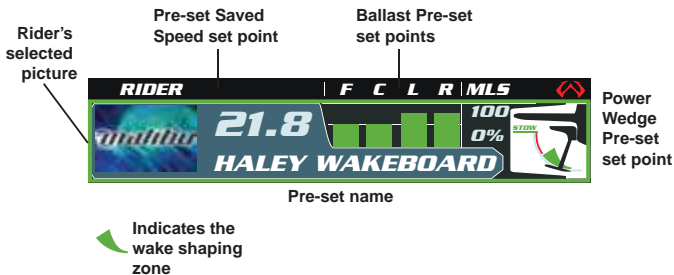 Rider's
selected
picture
Pre-set Saved
Speed set point
Ballast Pre-set
set points
RIDER F C L R MLS
malibu
21.8
100
0%
STOW
HALEY WAKEBOARD
Power
Wedge
Pre-set
set point
Pre-set name
Indicates the
wake shaping
zone